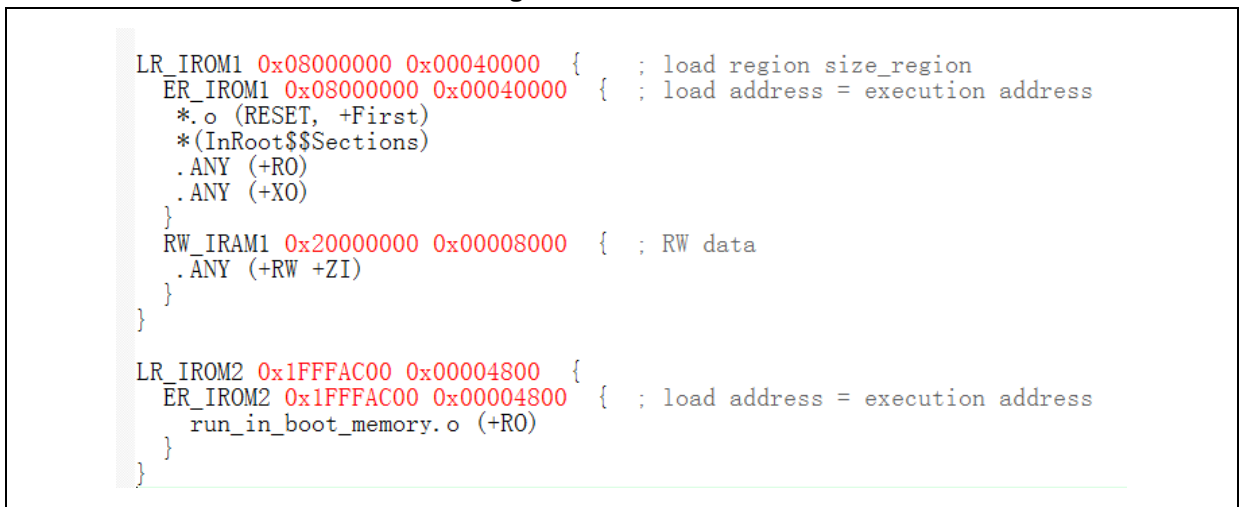 LR_IROM1 0x08000000 0x00040000  {    ; load region size_region
  ER_IROM1 0x08000000 0x00040000  {  ; load address = execution address
   *.o (RESET, +First)
   *(InRoot$$Sections)
   .ANY (+RO)
   .ANY (+XO)
  }
  RW_IRAM1 0x20000000 0x00008000  {  ; RW data
   .ANY (+RW +ZI)
  }
}
LR_IROM2 0x1FFFAC00 0x00004800  {
  ER_IROM2 0x1FFFAC00 0x00004800  {  ; load address = execution address
    run_in_boot_memory.o (+RO)
  }
}